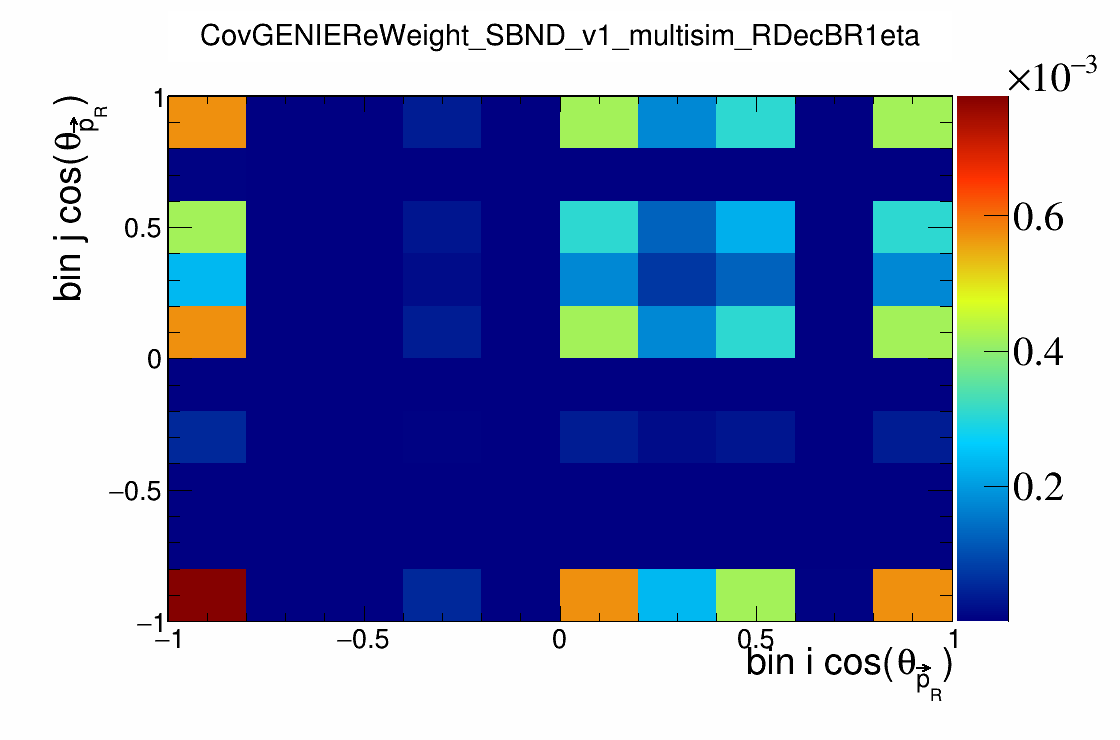 CovGENIEReWeight_SBND_v1_multisim_RDecBR1eta
×10⁻³
bin j cos(θ_p⃗_R)
1
0.5
0
−0.5
−1
0.6
0.4
0.2
−1 −0.5 0 0.5 1
bin i cos(θ_p⃗_R)